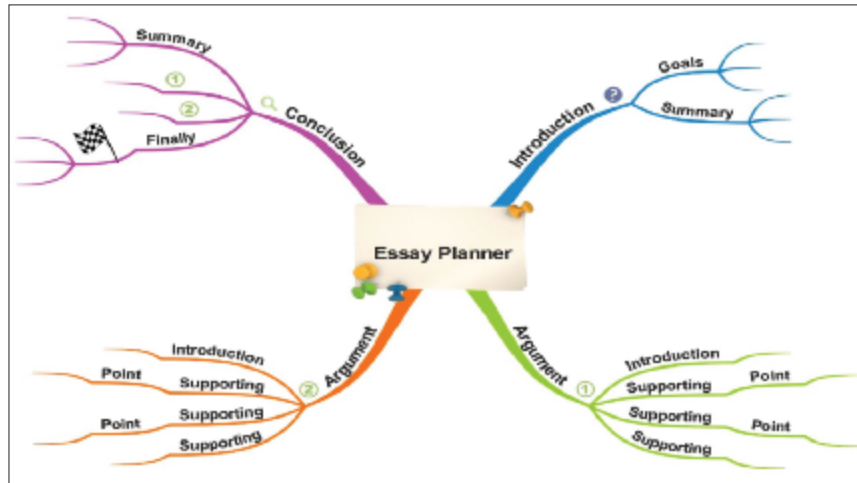 Essay Planner
Introduction
?
Goals
Summary
Argument
1
Introduction
Supporting
Point
Supporting
Point
Supporting
Argument
2
Introduction
Supporting
Point
Supporting
Point
Supporting
Conclusion
Summary
1
2
Finally